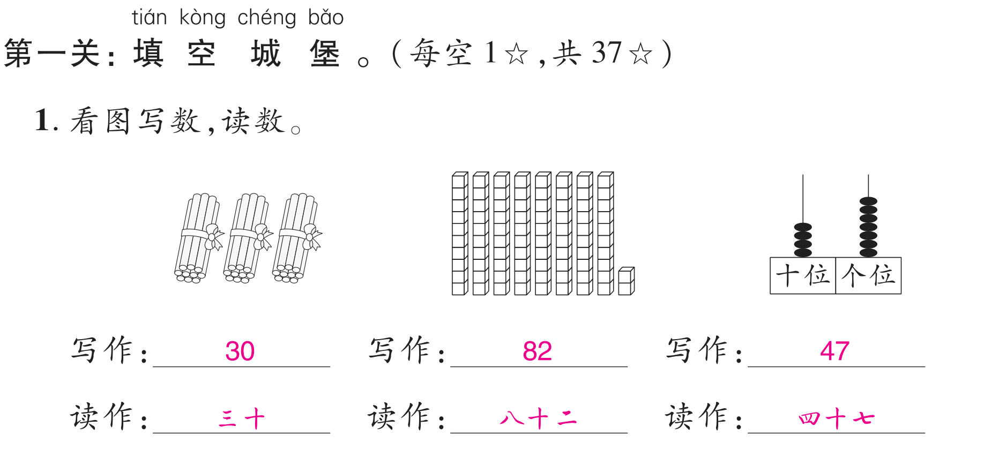 tián kòng chéng bǎo
第一关：填空城堡。（每空1☆，共37☆）
1. 看图写数，读数。
十位 个位
写作：30 写作：82 写作：47
读作：三十 读作：八十二 读作：四十七